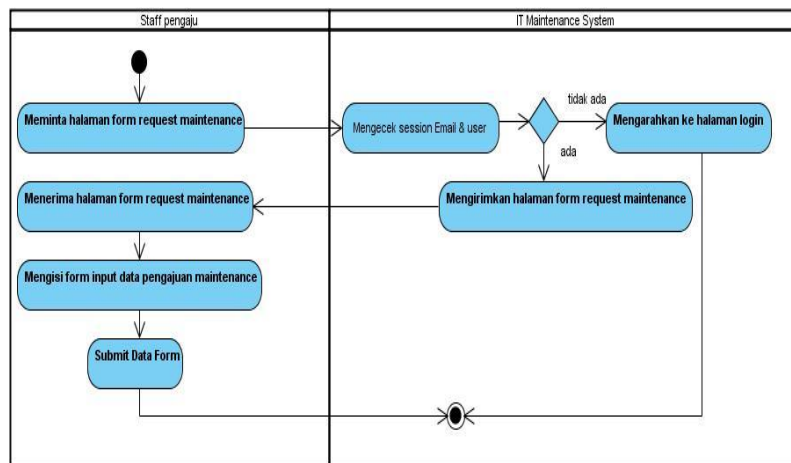 Staff pengaju
IT Maintenance System
Meminta halaman form request maintenance
Mengecek session Email & user
tidak ada
Mengarahkan ke halaman login
ada
Menerima halaman form request maintenance
Mengirimkan halaman form request maintenance
Mengisi form input data pengajuan maintenance
Submit Data Form